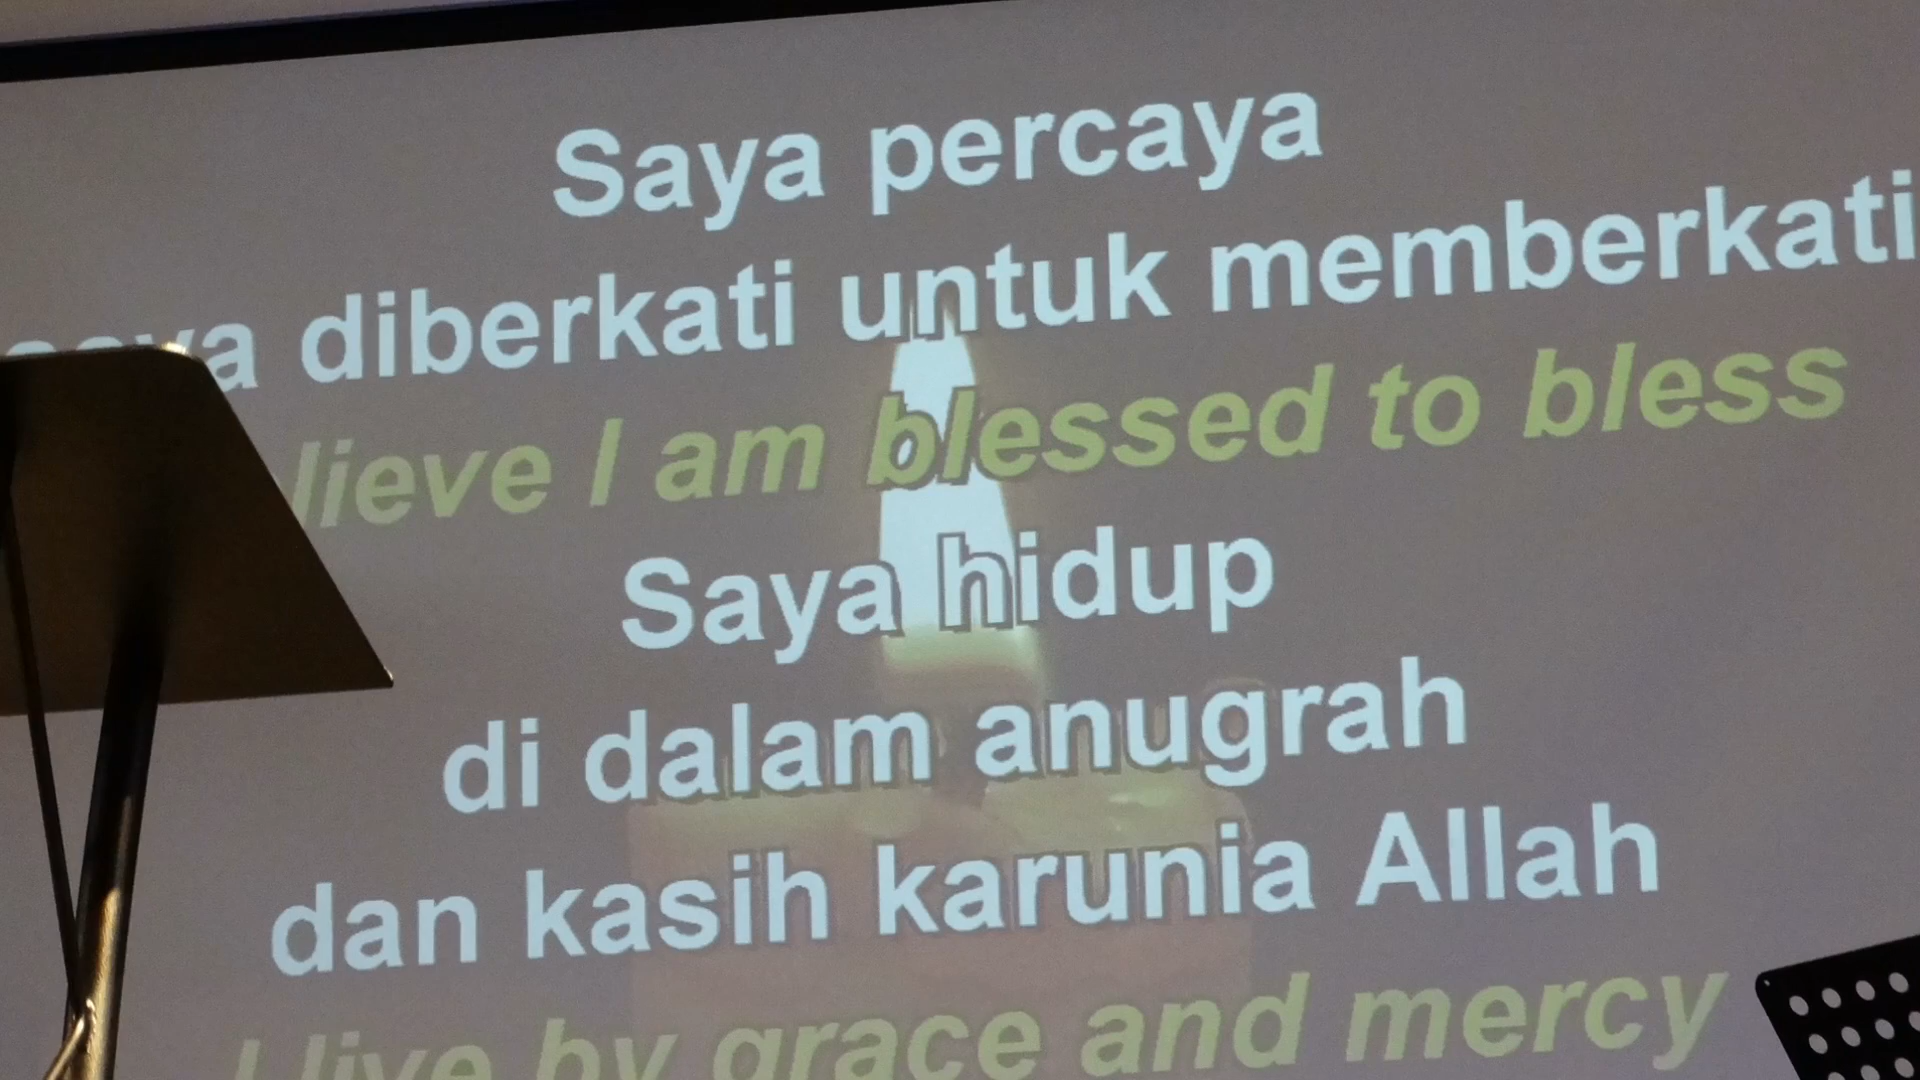 Saya percaya
saya diberkati untuk memberkati
lieve I am blessed to bless
Saya hidup
di dalam anugrah
dan kasih karunia Allah
I live by grace and mercy